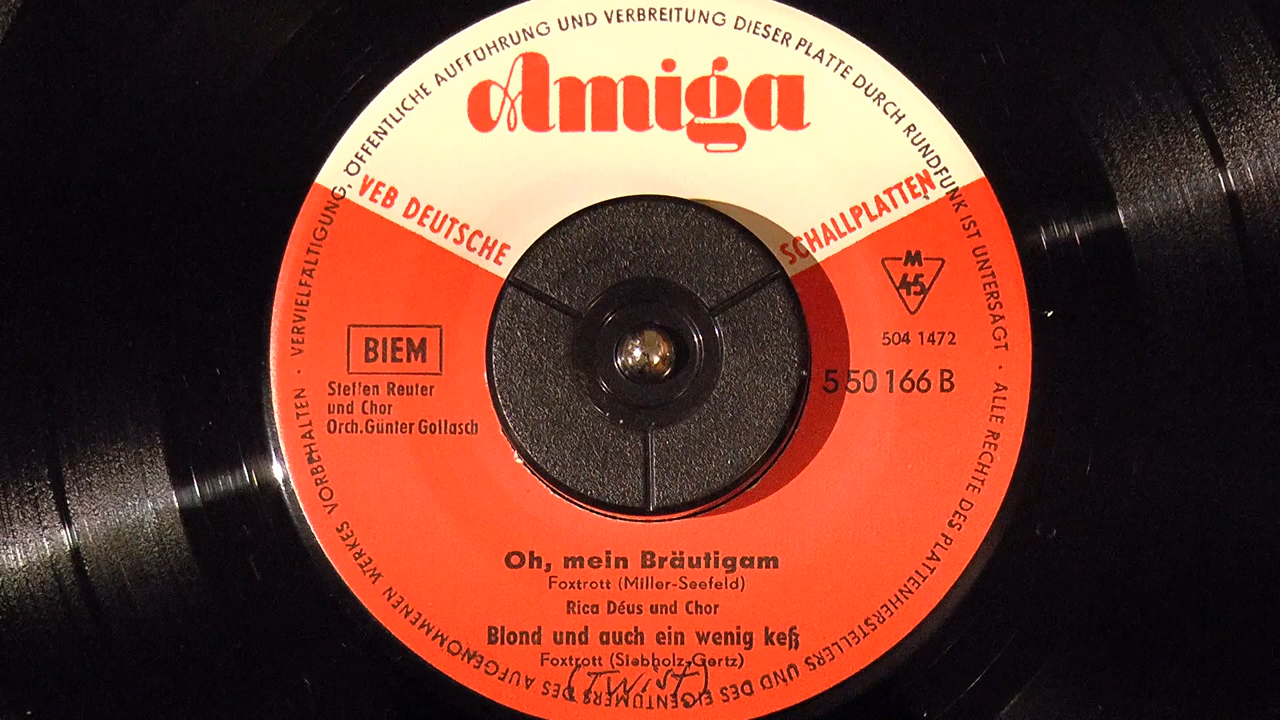 VERVIELFÄLTIGUNG, ÖFFENTLICHE AUFFÜHRUNG UND VERBREITUNG DIESER PLATTE DURCH RUNDFUNK IST UNTERSAGT · ALLE RECHTE DES PLATTENHERSTELLERS UND DES EIGENTÜMERS DES AUFGENOMMENEN WERKES VORBEHALTEN ·
Amiga
VEB DEUTSCHE SCHALLPLATTEN
M
45
504 1472
5 50 166 B
BIEM
Steffen Reuter
und Chor
Orch.Günter Gollasch
Oh, mein Bräutigam
Foxtrott (Miller-Seefeld)
Rica Déus und Chor
Blond und auch ein wenig keß
Foxtrott (Siebholz-Gertz)
(Twist)